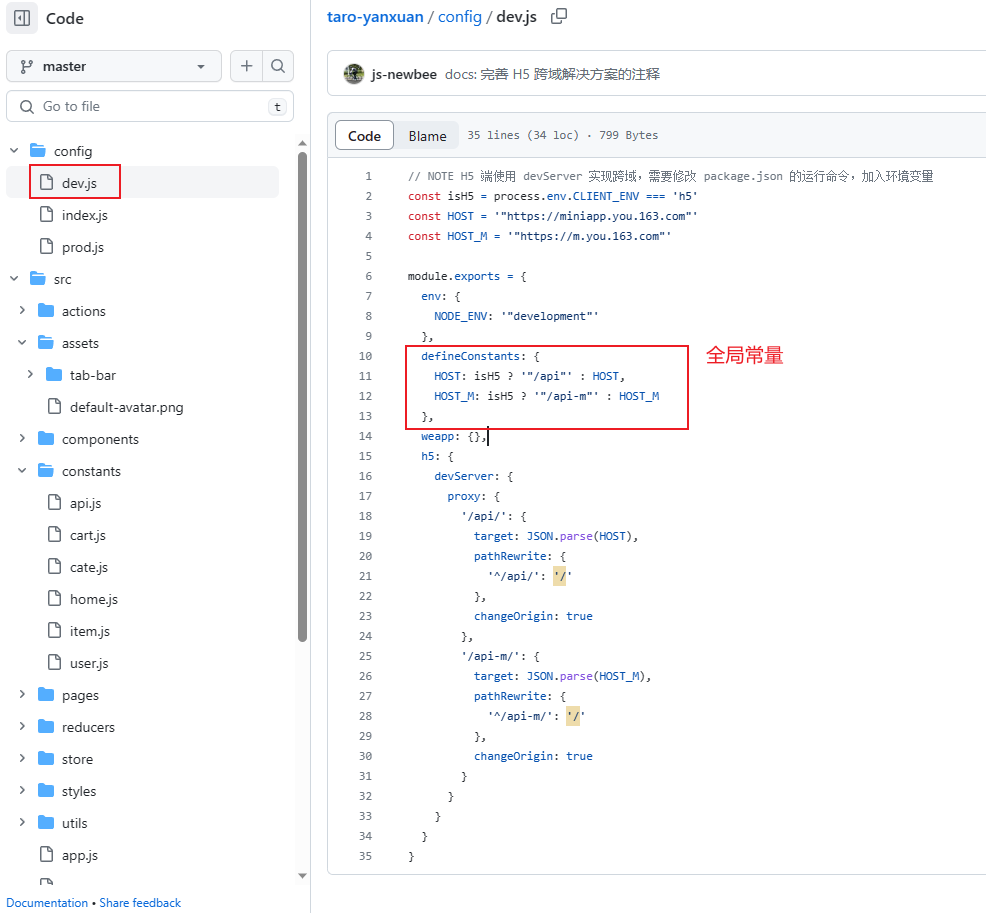 Code
master
Go to file
t
config
dev.js
index.js
prod.js
src
actions
assets
tab-bar
default-avatar.png
components
constants
api.js
cart.js
cate.js
home.js
item.js
user.js
pages
reducers
store
styles
utils
app.js
Documentation • Share feedback
taro-yanxuan / config / dev.js
js-newbee docs: 完善 H5 跨域解决方案的注释
Code Blame 35 lines (34 loc) · 799 Bytes
1 // NOTE H5 端使用 devServer 实现跨域，需要修改 package.json 的运行命令，加入环境变量
2 const isH5 = process.env.CLIENT_ENV === 'h5'
3 const HOST = '"https://miniapp.you.163.com"'
4 const HOST_M = '"https://m.you.163.com"'
5
6 module.exports = {
7   env: {
8     NODE_ENV: '"development"'
9   },
10   defineConstants: {
11     HOST: isH5 ? '"/api"' : HOST,
12     HOST_M: isH5 ? '"/api-m"' : HOST_M
13   },
全局常量
14   weapp: {},
15   h5: {
16     devServer: {
17       proxy: {
18         '/api/': {
19           target: JSON.parse(HOST),
20           pathRewrite: {
21             '^/api/': '/'
22           },
23           changeOrigin: true
24         },
25         '/api-m/': {
26           target: JSON.parse(HOST_M),
27           pathRewrite: {
28             '^/api-m/': '/'
29           },
30           changeOrigin: true
31         }
32       }
33     }
34   }
35 }